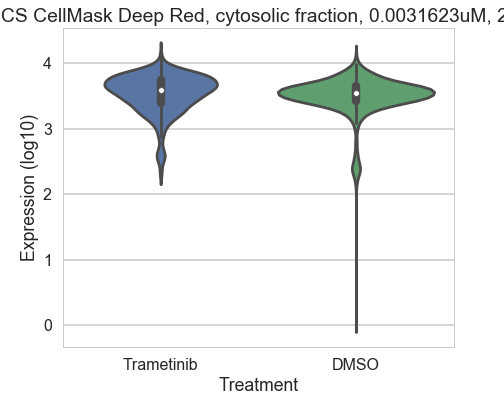 CS CellMask Deep Red, cytosolic fraction, 0.0031623uM, 2
4
3
2
1
0
Expression (log10)
Trametinib DMSO
Treatment